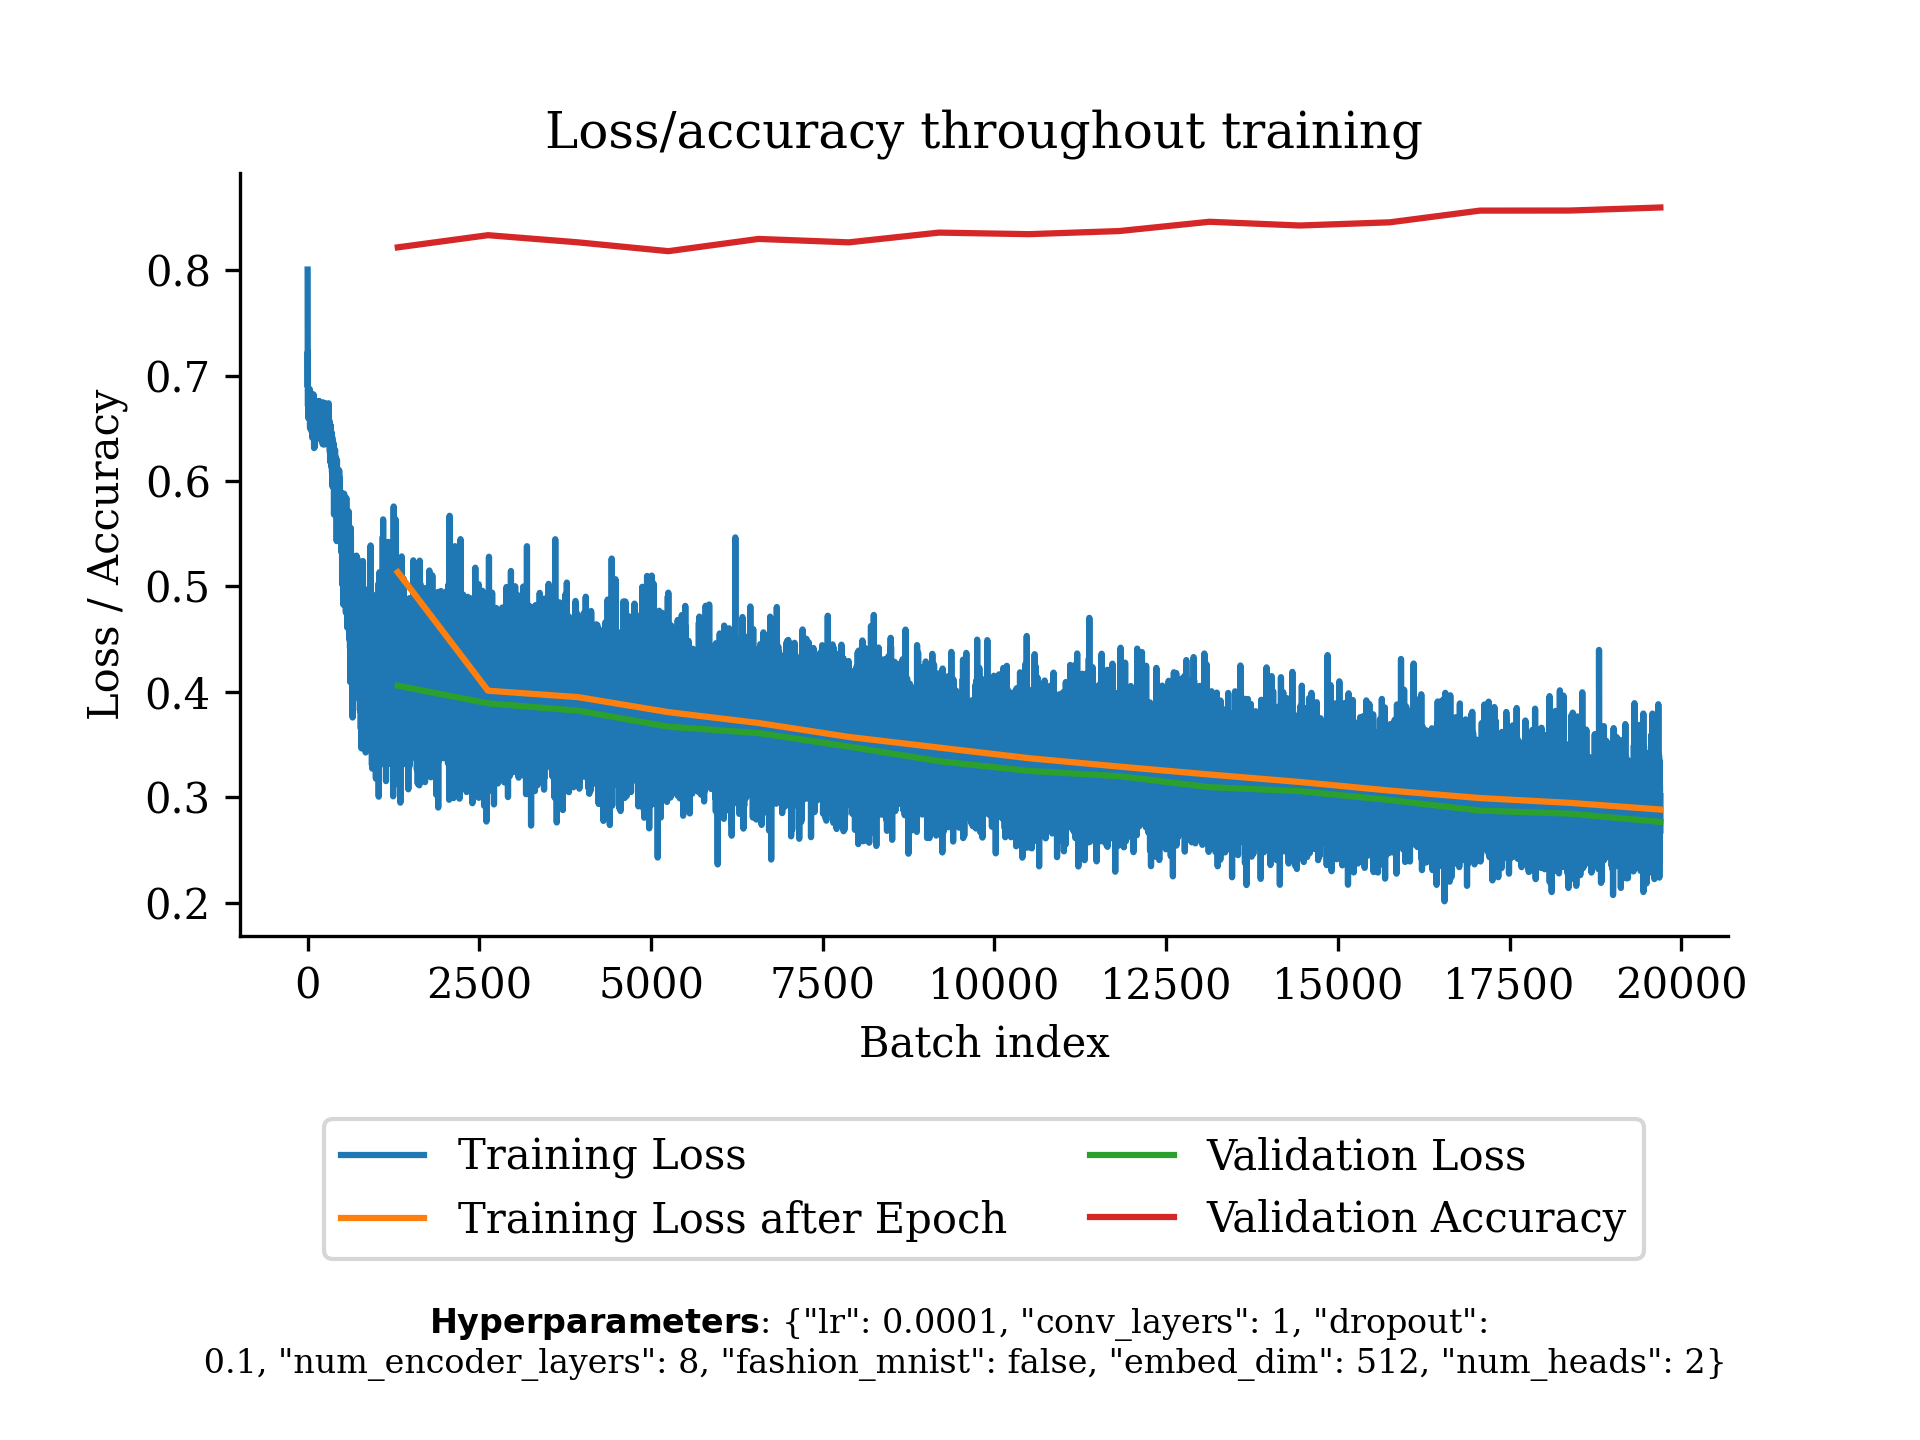 Loss/accuracy throughout training
Loss / Accuracy
0.8
0.7
0.6
0.5
0.4
0.3
0.2
0 2500 5000 7500 10000 12500 15000 17500 20000
Batch index
Training Loss
Training Loss after Epoch
Validation Loss
Validation Accuracy
Hyperparameters: {"lr": 0.0001, "conv_layers": 1, "dropout":
0.1, "num_encoder_layers": 8, "fashion_mnist": false, "embed_dim": 512, "num_heads": 2}